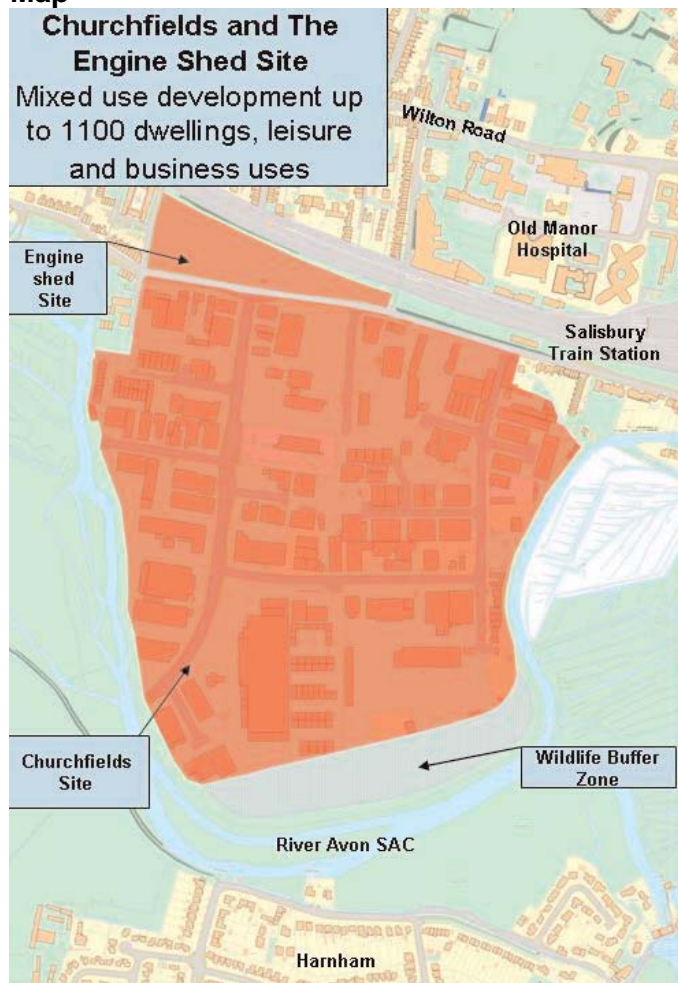 Map
Churchfields and The
Engine Shed Site
Mixed use development up
to 1100 dwellings, leisure
and business uses
Wilton Road
Old Manor
Hospital
Engine
shed
Site
Salisbury
Train Station
Churchfields
Site
Wildlife Buffer
Zone
River Avon SAC
Harnham